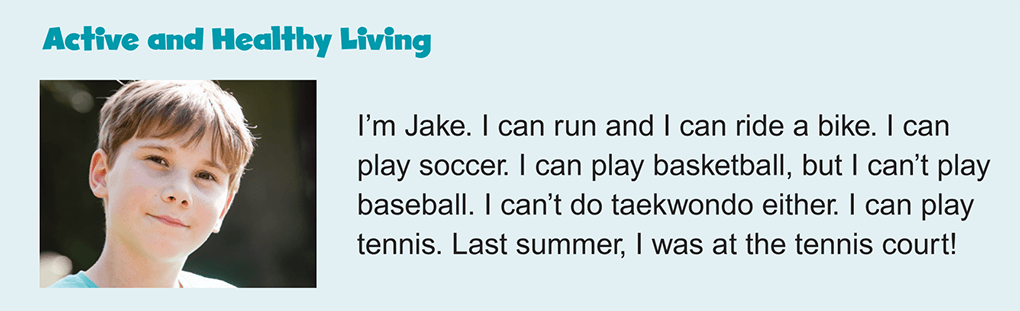 Active and Healthy Living
I'm Jake. I can run and I can ride a bike. I can
play soccer. I can play basketball, but I can't play
baseball. I can't do taekwondo either. I can play
tennis. Last summer, I was at the tennis court!